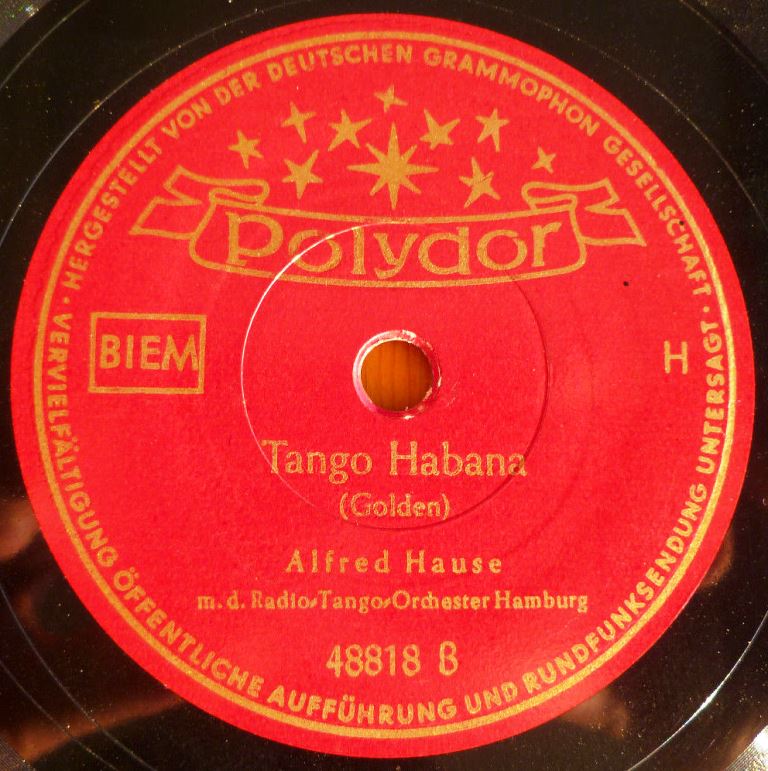 · HERGESTELLT VON DER DEUTSCHEN GRAMMOPHON GESELLSCHAFT ·
polydor
BIEM
H
Tango Habana
(Golden)
Alfred Hause
m. d. Radio-Tango-Orchester Hamburg
48818 B
VERVIELFÄLTIGUNG ÖFFENTLICHE AUFFÜHRUNG UND RUNDFUNKSENDUNG UNTERSAGT